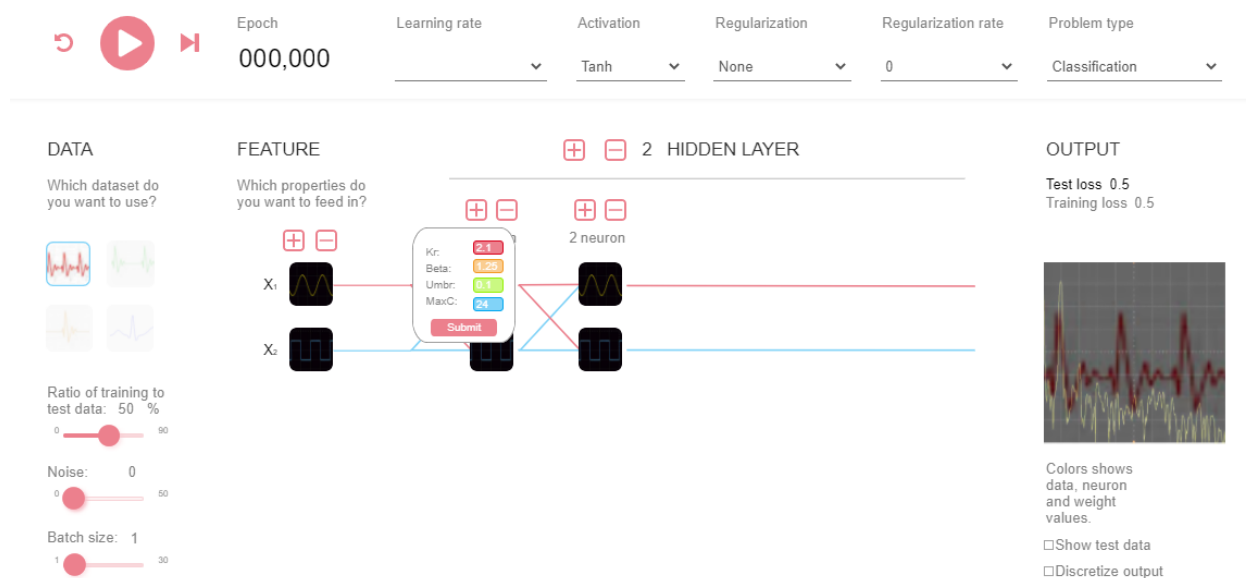 Epoch
Learning rate
Activation
Regularization
Regularization rate
Problem type
000,000
Tanh
None
0
Classification
DATA
FEATURE
2 HIDDEN LAYER
OUTPUT
Which dataset do
you want to use?
Which properties do
you want to feed in?
Test loss 0.5
Training loss 0.5
2 neuron
Kr: 2.1
Beta: 1.25
Umbr: 0.1
MaxC: 24
Submit
X₁
X₂
Ratio of training to
test data: 50 %
0 90
Noise: 0
0 50
Batch size: 1
1 30
Colors shows
data, neuron
and weight
values.
Show test data
Discretize output